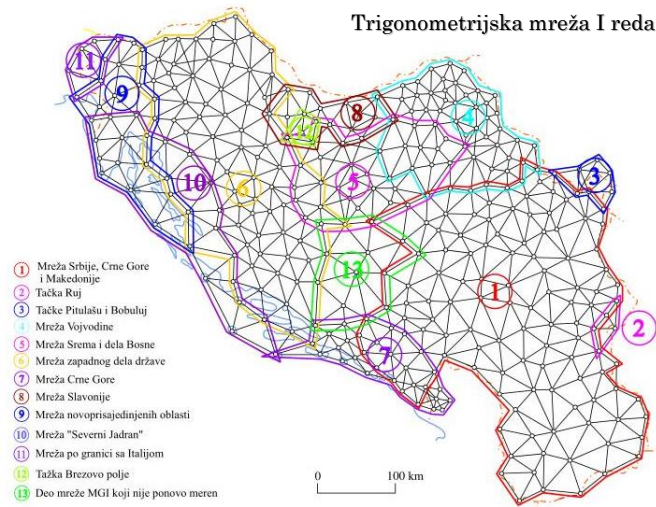 Trigonometrijska mreža I reda
11
9
8
4
12
10
6
5
3
13
1
2
7
1 Mreža Srbije, Crne Gore
i Makedonije
2 Tačka Ruj
3 Tačke Pitulašu i Bobuluj
4 Mreža Vojvodine
5 Mreža Srema i dela Bosne
6 Mreža zapadnog dela države
7 Mreža Crne Gore
8 Mreža Slavonije
9 Mreža novoprisajedinjenih oblasti
10 Mreža "Severni Jadran"
11 Mreža po granici sa Italijom
12 Tažka Brezovo polje
13 Deo mreže MGI koji nije ponovo meren
0 100 km